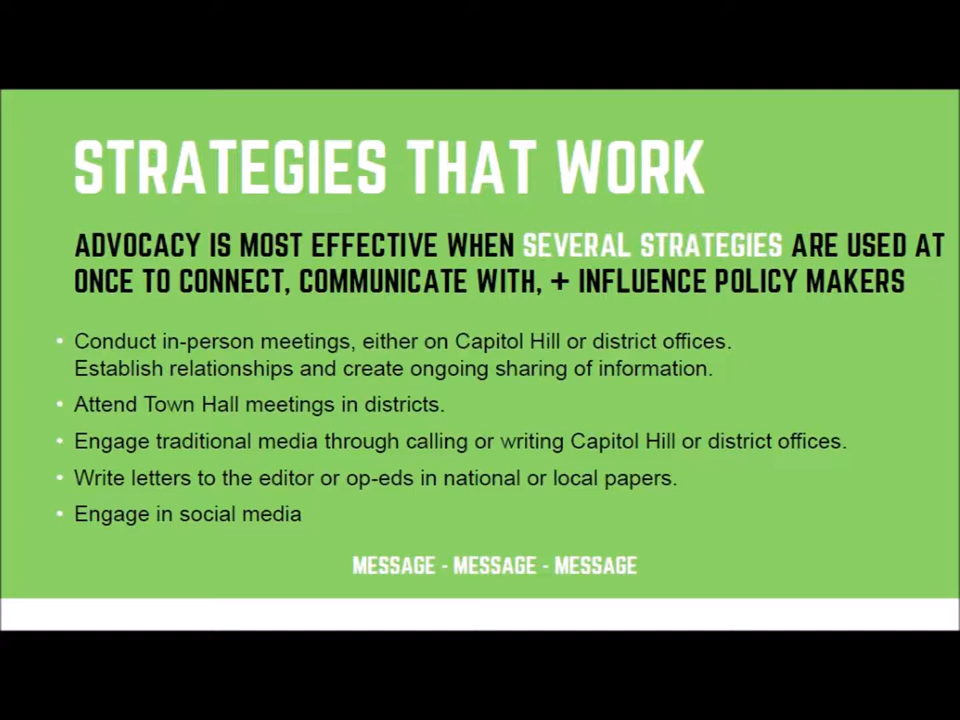 STRATEGIES THAT WORK
ADVOCACY IS MOST EFFECTIVE WHEN SEVERAL STRATEGIES ARE USED AT
ONCE TO CONNECT, COMMUNICATE WITH, + INFLUENCE POLICY MAKERS
• Conduct in-person meetings, either on Capitol Hill or district offices.
Establish relationships and create ongoing sharing of information.
• Attend Town Hall meetings in districts.
• Engage traditional media through calling or writing Capitol Hill or district offices.
• Write letters to the editor or op-eds in national or local papers.
• Engage in social media
MESSAGE - MESSAGE - MESSAGE